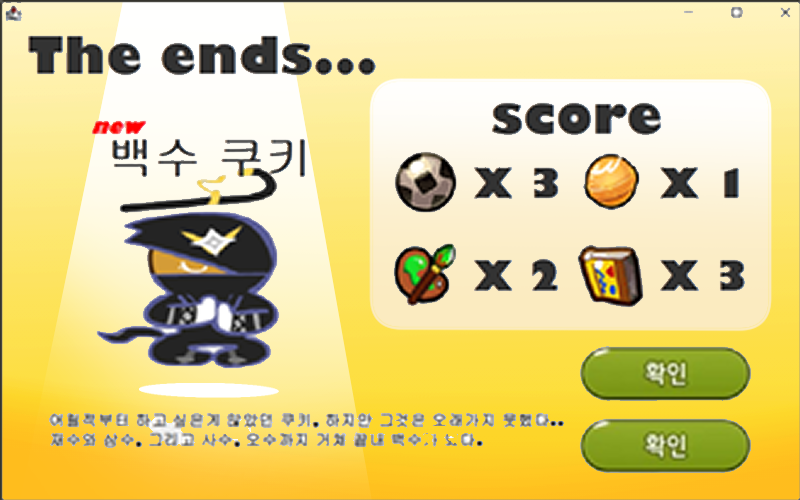 The ends...
new
백수 쿠키
score
X 3
X 1
X 2
X 3
어릴적부터 하고 싶은게 많았던 쿠키, 하지만 그것은 오래가지 못했다..
재수와 삼수, 그리고 사수, 오수까지 거쳐 끝내 백수가 되다.
확인
확인